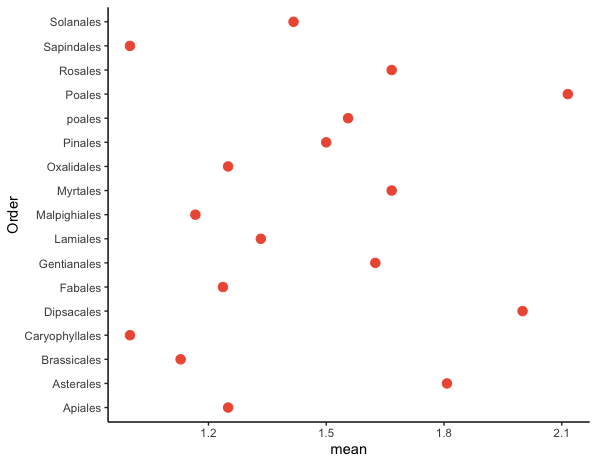 Solanales
Sapindales
Rosales
Poales
poales
Pinales
Oxalidales
Myrtales
Malpighiales
Lamiales
Gentianales
Fabales
Dipsacales
Caryophyllales
Brassicales
Asterales
Apiales
Order
1.2 1.5 1.8 2.1
mean